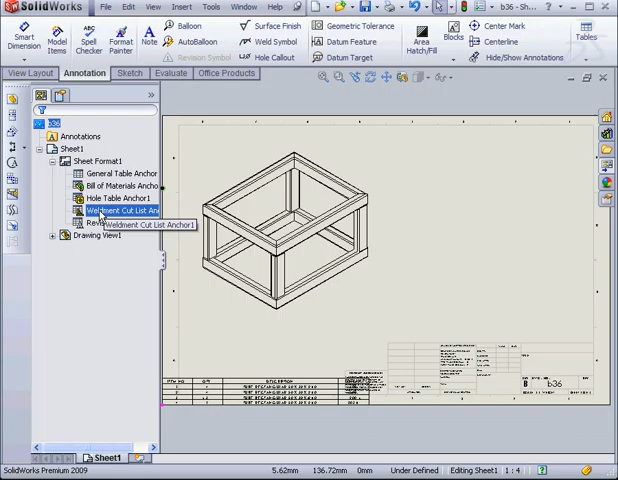 SolidWorks File Edit View Insert Tools Window Help b36 - Sheet1
Smart Dimension
Model Items
Spell Checker
Format Painter
Note
Balloon
AutoBalloon
Revision Symbol
Surface Finish
Weld Symbol
Hole Callout
Geometric Tolerance
Datum Feature
Datum Target
Area Hatch/Fill
Blocks
Center Mark
Centerline
Hide/Show Annotations
Tables
View Layout Annotation Sketch Evaluate Office Products
b36
Annotations
Sheet1
Sheet Format1
General Table Anchor
Bill of Materials Ancho
Hole Table Anchor1
Weldment Cut List An
Revis
Weldment Cut List Anchor1
Drawing View1
B b36
Sheet1
SolidWorks Premium 2009 5.62mm 136.72mm 0mm Under Defined Editing Sheet1 1 : 4